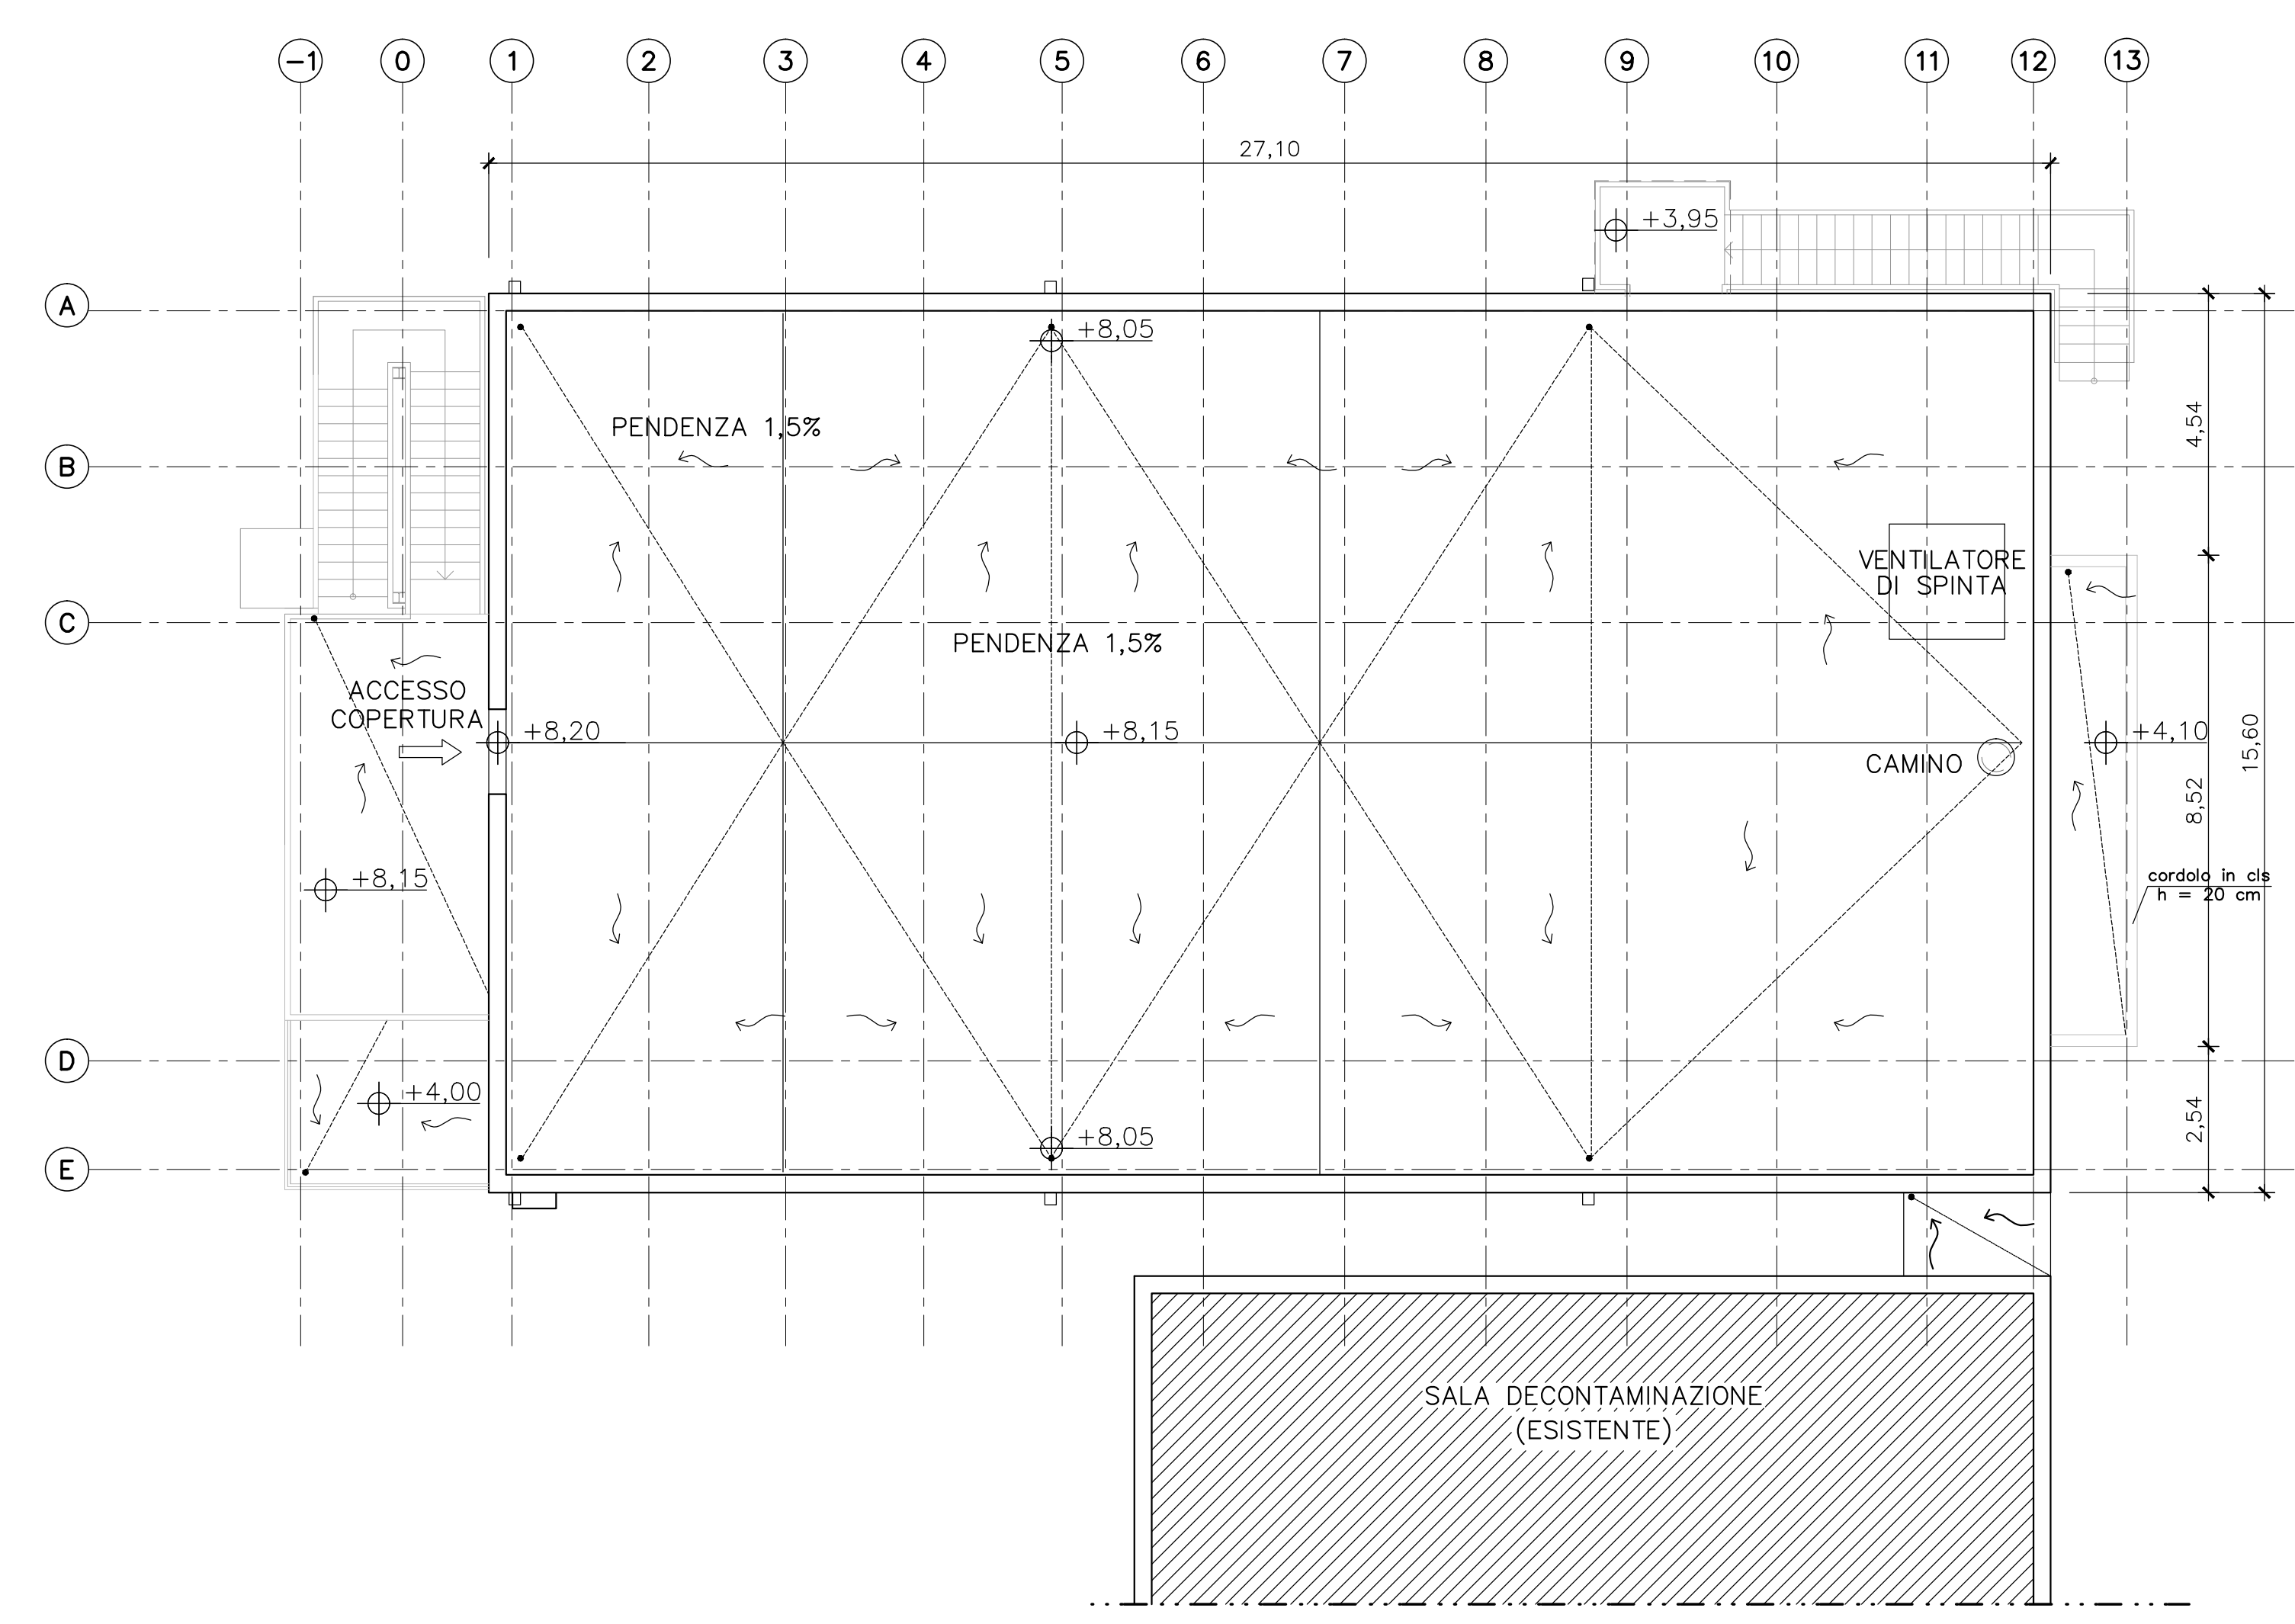 −1 0 1 2 3 4 5 6 7 8 9 10 11 12 13
27,10
+3,95
A
+8,05
4,54
PENDENZA 1,5%
B
VENTILATORE
DI SPINTA
C
PENDENZA 1,5%
ACCESSO
COPERTURA
+8,20
+8,15
+4,10
15,60
CAMINO
8,52
+8,15
cordolo in cls
h = 20 cm
D
+4,00
2,54
+8,05
E
SALA DECONTAMINAZIONE
(ESISTENTE)